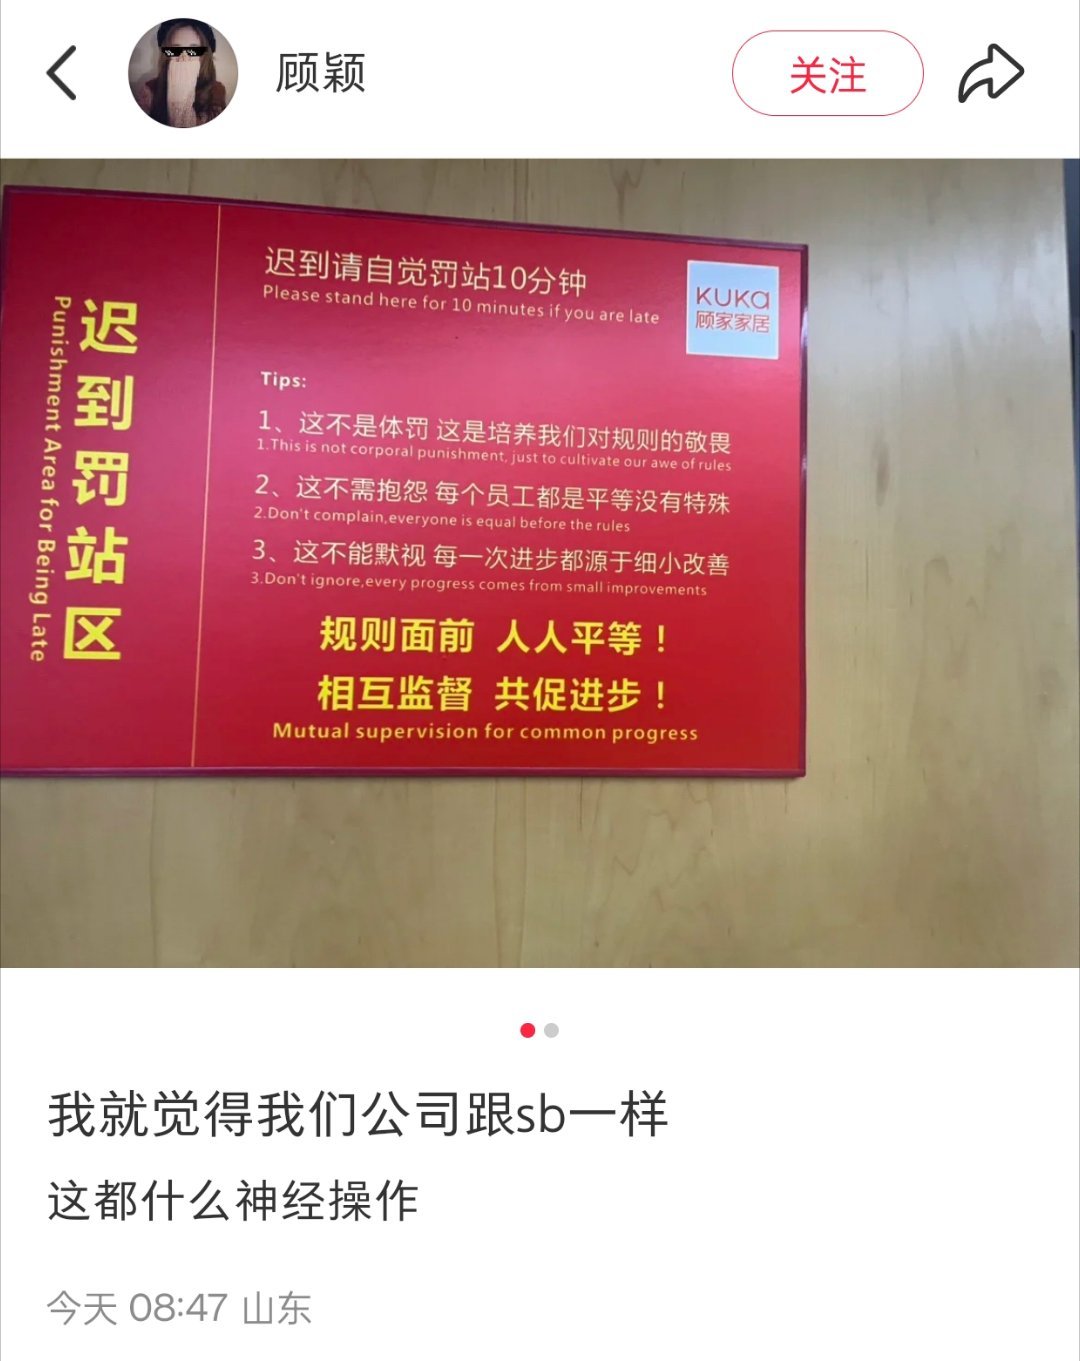 顾颖
关注
迟到罚站区
Punishment Area for Being Late
迟到请自觉罚站10分钟
Please stand here for 10 minutes if you are late
KUKa
顾家家居
Tips:
1、这不是体罚 这是培养我们对规则的敬畏
1.This is not corporal punishment, just to cultivate our awe of rules
2、这不需抱怨 每个员工都是平等没有特殊
2.Don't complain,everyone is equal before the rules
3、这不能默视 每一次进步都源于细小改善
3.Don't ignore,every progress comes from small improvements
规则面前 人人平等！
相互监督 共促进步！
Mutual supervision for common progress
我就觉得我们公司跟sb一样
这都什么神经操作
今天 08:47 山东